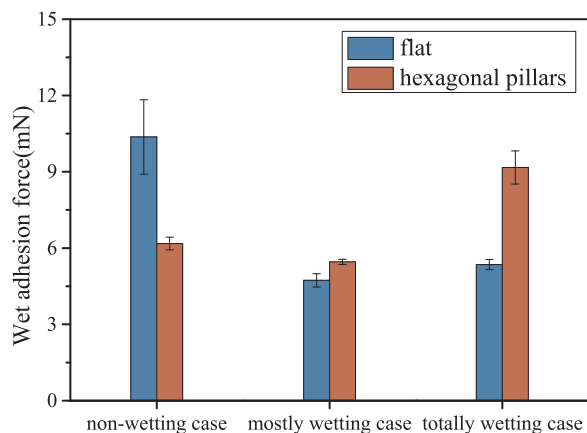 15
12
9
6
3
0
Wet adhesion force(mN)
flat
hexagonal pillars
non-wetting case
mostly wetting case
totally wetting case